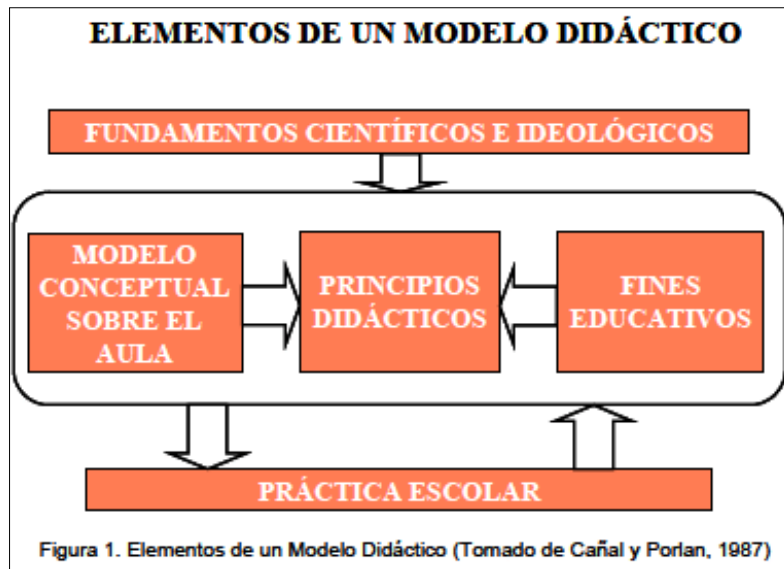 ELEMENTOS DE UN MODELO DIDÁCTICO
FUNDAMENTOS CIENTÍFICOS E IDEOLÓGICOS
MODELO
CONCEPTUAL
SOBRE EL
AULA
PRINCIPIOS
DIDÁCTICOS
FINES
EDUCATIVOS
PRÁCTICA ESCOLAR
Figura 1. Elementos de un Modelo Didáctico (Tomado de Cañal y Porlan, 1987)